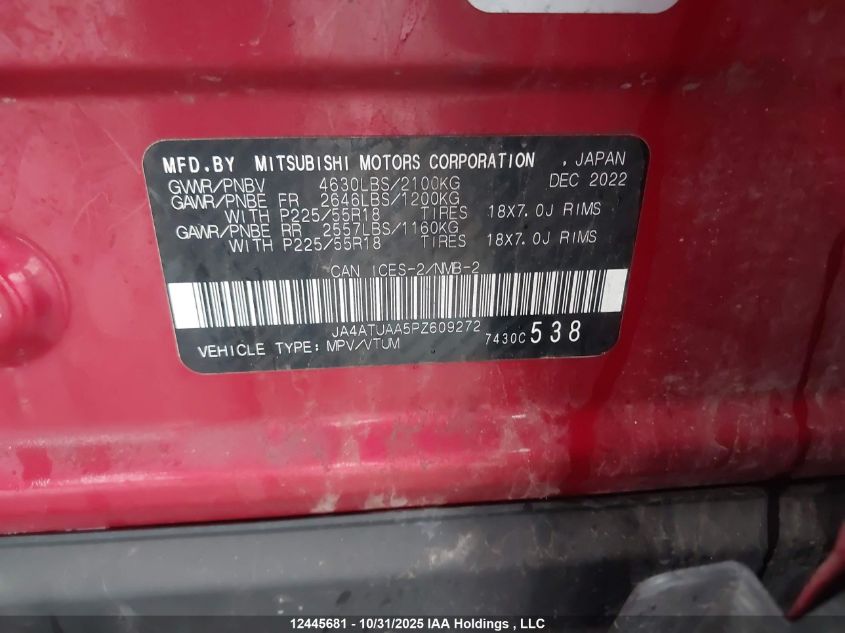 MFD.BY MITSUBISHI MOTORS CORPORATION , JAPAN
GVWR/PNBV 4630LBS/2100KG DEC 2022
GAWR/PNBE FR 2646LBS/1200KG
WITH P225/55R18 TIRES 18X7.0J RIMS
GAWR/PNBE RR 2557LBS/1160KG
WITH P225/55R18 TIRES 18X7.0J RIMS
CAN ICES-2/NMB-2
JA4ATUAA5PZ609272
VEHICLE TYPE: MPV/VTUM 7430C 538
12445681 - 10/31/2025 IAA Holdings , LLC